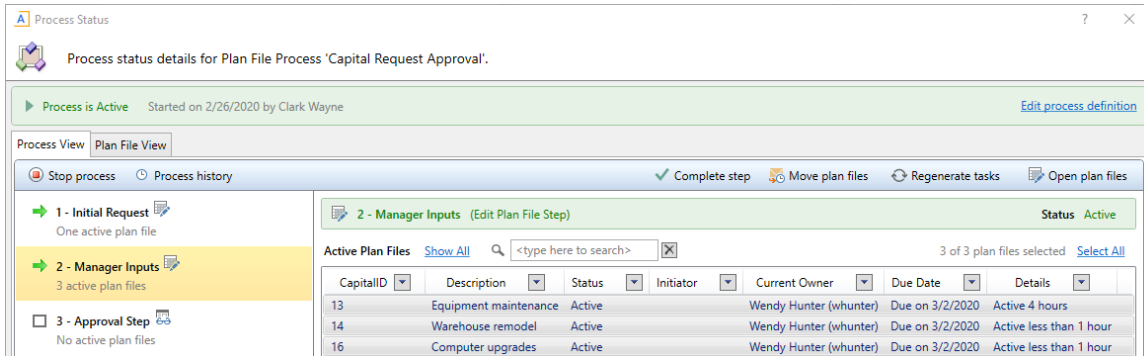 A Process Status ?
Process status details for Plan File Process 'Capital Request Approval'.
Process is Active Started on 2/26/2020 by Clark Wayne Edit process definition
Process View Plan File View
Stop process Process history Complete step Move plan files Regenerate tasks Open plan files
1 - Initial Request
One active plan file
2 - Manager Inputs
3 active plan files
3 - Approval Step
No active plan files
2 - Manager Inputs (Edit Plan File Step) Status Active
Active Plan Files Show All <type here to search> 3 of 3 plan files selected Select All
CapitalID Description Status Initiator Current Owner Due Date Details
13 Equipment maintenance Active Wendy Hunter (whunter) Due on 3/2/2020 Active 4 hours
14 Warehouse remodel Active Wendy Hunter (whunter) Due on 3/2/2020 Active less than 1 hour
16 Computer upgrades Active Wendy Hunter (whunter) Due on 3/2/2020 Active less than 1 hour